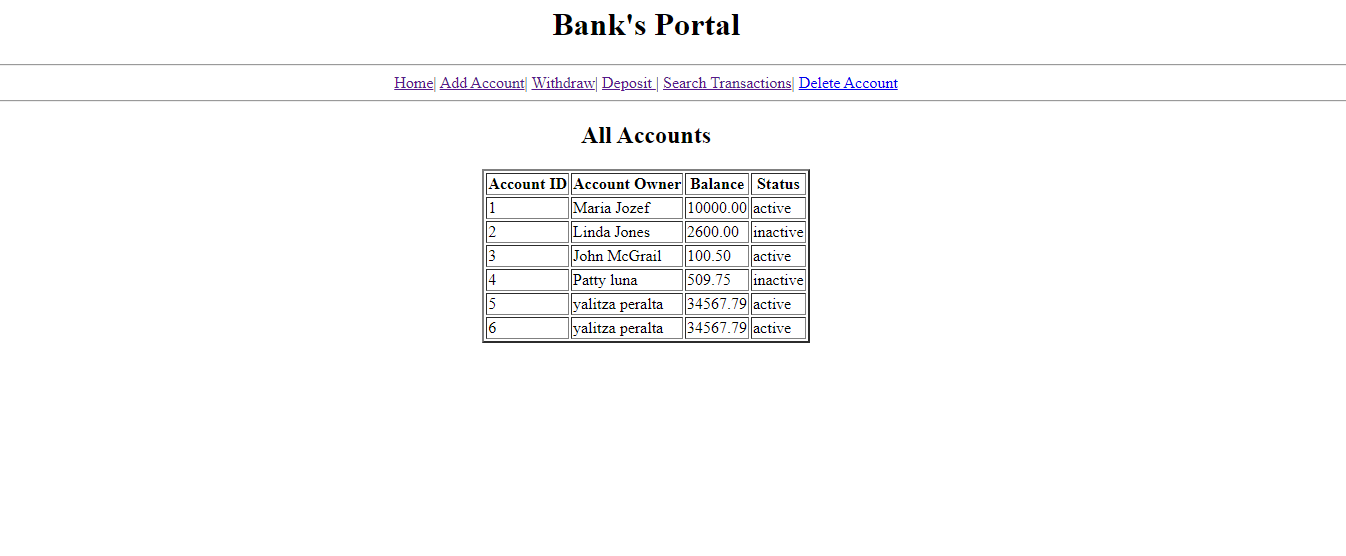 Bank's Portal
Home| Add Account| Withdraw| Deposit | Search Transactions| Delete Account
All Accounts
Account ID Account Owner Balance Status
1 Maria Jozef 10000.00 active
2 Linda Jones 2600.00 inactive
3 John McGrail 100.50 active
4 Patty luna 509.75 inactive
5 yalitza peralta 34567.79 active
6 yalitza peralta 34567.79 active